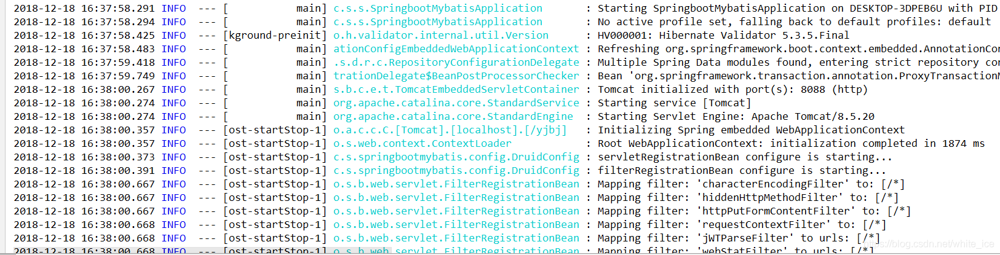 2018-12-18 16:37:58.291 INFO --- [ main] c.s.s.SpringbootMybatisApplication : Starting SpringbootMybatisApplication on DESKTOP-3DPEB6U with PID
2018-12-18 16:37:58.294 INFO --- [ main] c.s.s.SpringbootMybatisApplication : No active profile set, falling back to default profiles: default
2018-12-18 16:37:58.425 INFO --- [kground-preinit] o.h.validator.internal.util.Version : HV000001: Hibernate Validator 5.3.5.Final
2018-12-18 16:37:58.483 INFO --- [ main] ationConfigEmbeddedWebApplicationContext : Refreshing org.springframework.boot.context.embedded.AnnotationCon
2018-12-18 16:37:59.418 INFO --- [ main] .s.d.r.c.RepositoryConfigurationDelegate : Multiple Spring Data modules found, entering strict repository con
2018-12-18 16:37:59.749 INFO --- [ main] trationDelegate$BeanPostProcessorChecker : Bean 'org.springframework.transaction.annotation.ProxyTransactionM
2018-12-18 16:38:00.267 INFO --- [ main] s.b.c.e.t.TomcatEmbeddedServletContainer : Tomcat initialized with port(s): 8088 (http)
2018-12-18 16:38:00.274 INFO --- [ main] org.apache.catalina.core.StandardService : Starting service [Tomcat]
2018-12-18 16:38:00.274 INFO --- [ main] org.apache.catalina.core.StandardEngine : Starting Servlet Engine: Apache Tomcat/8.5.20
2018-12-18 16:38:00.357 INFO --- [ost-startStop-1] o.a.c.c.C.[Tomcat].[localhost].[/yjbj] : Initializing Spring embedded WebApplicationContext
2018-12-18 16:38:00.357 INFO --- [ost-startStop-1] o.s.web.context.ContextLoader : Root WebApplicationContext: initialization completed in 1874 ms
2018-12-18 16:38:00.373 INFO --- [ost-startStop-1] c.s.springbootmybatis.config.DruidConfig : servletRegistrationBean configure is starting...
2018-12-18 16:38:00.391 INFO --- [ost-startStop-1] c.s.springbootmybatis.config.DruidConfig : filterRegistrationBean configure is starting...
2018-12-18 16:38:00.667 INFO --- [ost-startStop-1] o.s.b.web.servlet.FilterRegistrationBean : Mapping filter: 'characterEncodingFilter' to: [/*]
2018-12-18 16:38:00.667 INFO --- [ost-startStop-1] o.s.b.web.servlet.FilterRegistrationBean : Mapping filter: 'hiddenHttpMethodFilter' to: [/*]
2018-12-18 16:38:00.667 INFO --- [ost-startStop-1] o.s.b.web.servlet.FilterRegistrationBean : Mapping filter: 'httpPutFormContentFilter' to: [/*]
2018-12-18 16:38:00.668 INFO --- [ost-startStop-1] o.s.b.web.servlet.FilterRegistrationBean : Mapping filter: 'requestContextFilter' to: [/*]
2018-12-18 16:38:00.668 INFO --- [ost-startStop-1] o.s.b.web.servlet.FilterRegistrationBean : Mapping filter: 'jWTParseFilter' to urls: [/*]
2018-12-18 16:38:00.668 INFO --- [ost-startStop-1] o.s.b.web.servlet.FilterRegistrationBean : Mapping filter: 'webStatFilter' to urls: [/*]
https://blog.csdn.net/white_ice